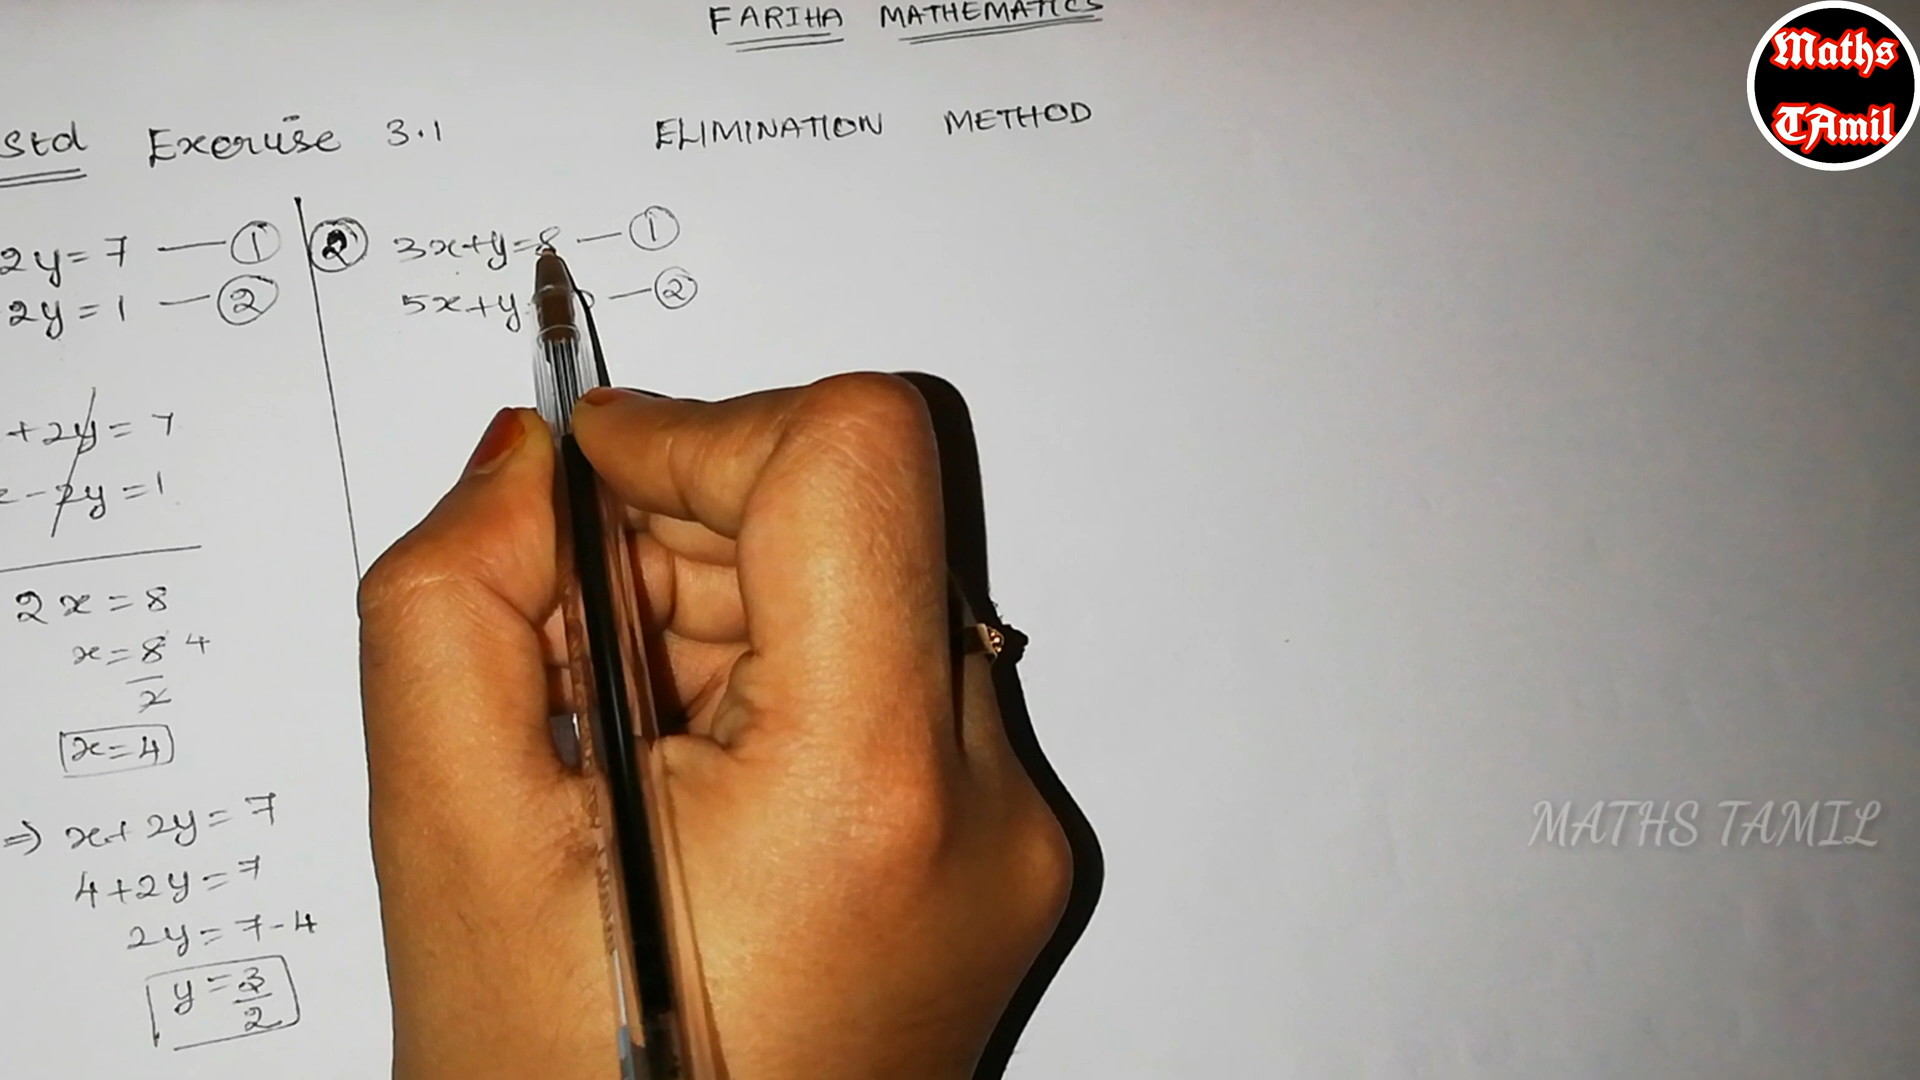 FARIHA MATHEMATICS
Maths
TAmil
Std Exercise 3.1
ELIMINATION METHOD
2y = 7 — ①
2y = 1 — ②
+ 2y = 7
- 2y = 1
2x = 8
x = 8 4
2
x = 4
⇒ x + 2y = 7
4 + 2y = 7
2y = 7 - 4
y = 3
2
② 3x + y = 8 — ①
5x + y — ②
MATHS TAMIL